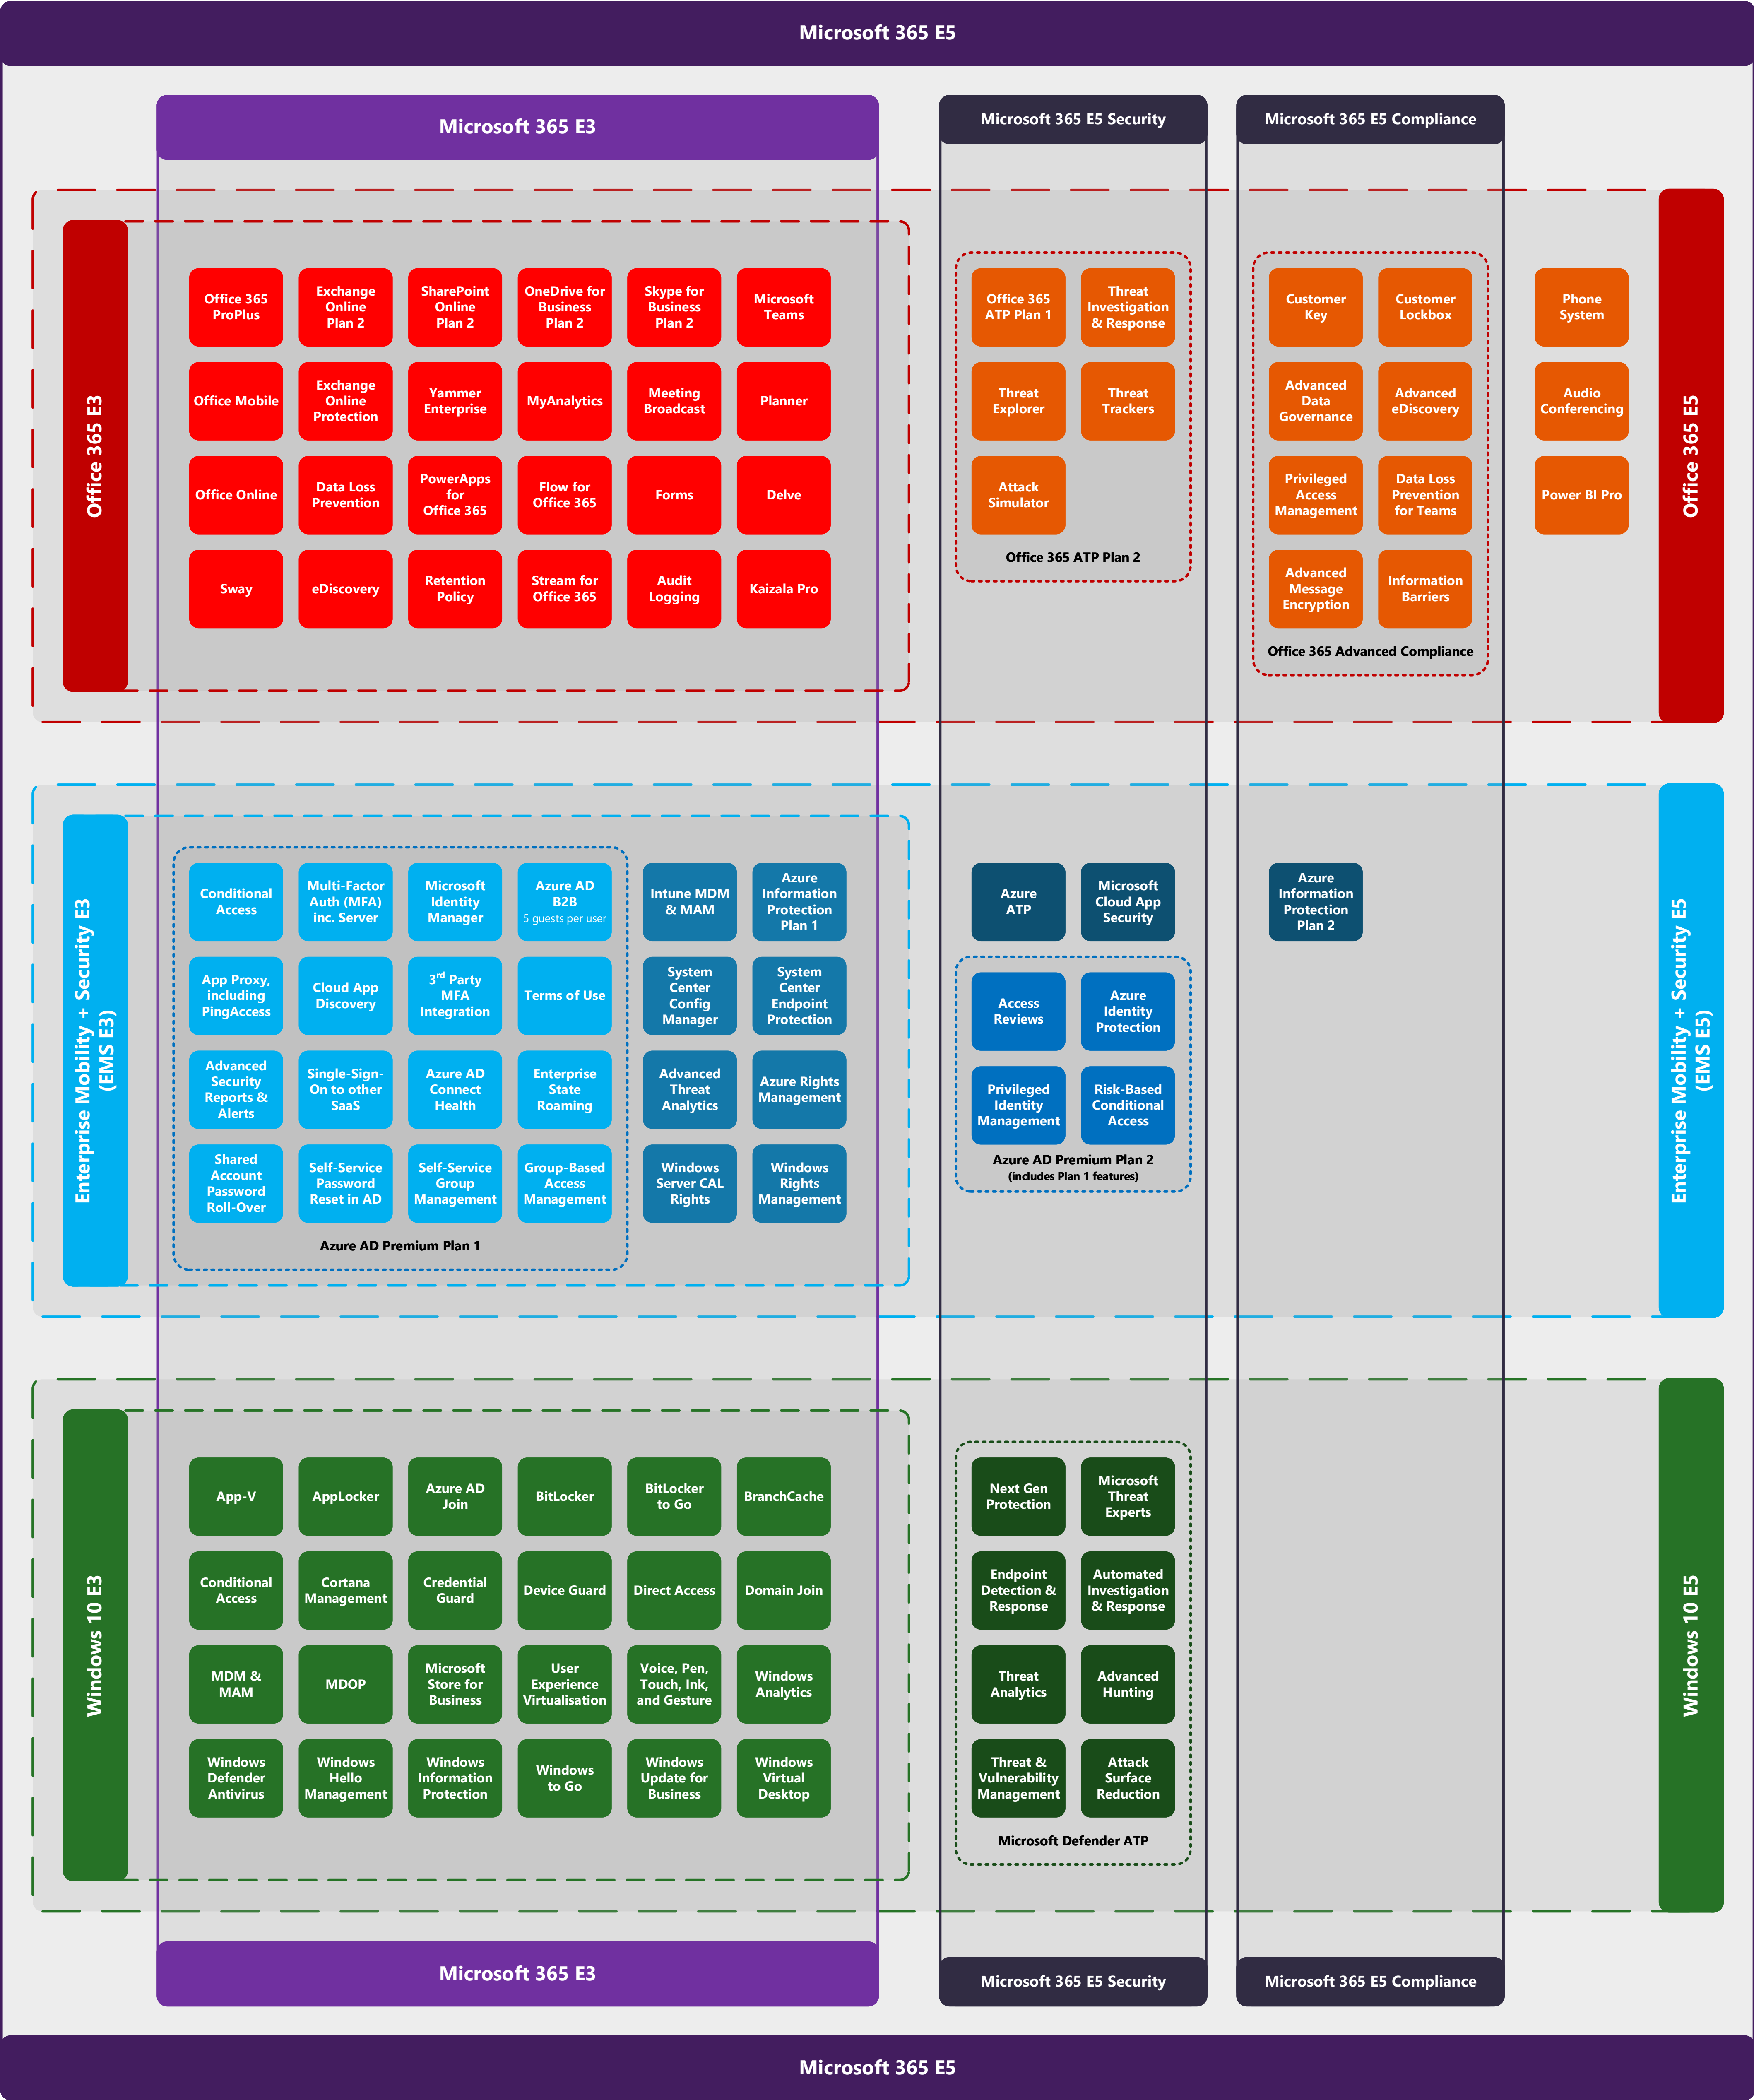 Microsoft 365 E5
Microsoft 365 E3
Microsoft 365 E5 Security
Microsoft 365 E5 Compliance
Office 365 E3
Office 365
ProPlus
Exchange
Online
Plan 2
SharePoint
Online
Plan 2
OneDrive for
Business
Plan 2
Skype for
Business
Plan 2
Microsoft
Teams
Office Mobile
Exchange
Online
Protection
Yammer
Enterprise
MyAnalytics
Meeting
Broadcast
Planner
Office Online
Data Loss
Prevention
PowerApps
for
Office 365
Flow for
Office 365
Forms
Delve
Sway
eDiscovery
Retention
Policy
Stream for
Office 365
Audit
Logging
Kaizala Pro
Office 365
ATP Plan 1
Threat
Investigation
& Response
Threat
Explorer
Threat
Trackers
Attack
Simulator
Office 365 ATP Plan 2
Customer
Key
Customer
Lockbox
Advanced
Data
Governance
Advanced
eDiscovery
Privileged
Access
Management
Data Loss
Prevention
for Teams
Advanced
Message
Encryption
Information
Barriers
Office 365 Advanced Compliance
Phone
System
Audio
Conferencing
Power BI Pro
Office 365 E5
Enterprise Mobility + Security E3
(EMS E3)
Conditional
Access
Multi-Factor
Auth (MFA)
inc. Server
Microsoft
Identity
Manager
Azure AD
B2B
5 guests per user
App Proxy,
including
PingAccess
Cloud App
Discovery
3rd Party
MFA
Integration
Terms of Use
Advanced
Security
Reports &
Alerts
Single-Sign-
On to other
SaaS
Azure AD
Connect
Health
Enterprise
State
Roaming
Shared
Account
Password
Roll-Over
Self-Service
Password
Reset in AD
Self-Service
Group
Management
Group-Based
Access
Management
Azure AD Premium Plan 1
Intune MDM
& MAM
Azure
Information
Protection
Plan 1
System
Center
Config
Manager
System
Center
Endpoint
Protection
Advanced
Threat
Analytics
Azure Rights
Management
Windows
Server CAL
Rights
Windows
Rights
Management
Azure
ATP
Microsoft
Cloud App
Security
Access
Reviews
Azure
Identity
Protection
Privileged
Identity
Management
Risk-Based
Conditional
Access
Azure AD Premium Plan 2
(includes Plan 1 features)
Azure
Information
Protection
Plan 2
Enterprise Mobility + Security E5
(EMS E5)
Windows 10 E3
App-V
AppLocker
Azure AD
Join
BitLocker
BitLocker
to Go
BranchCache
Conditional
Access
Cortana
Management
Credential
Guard
Device Guard
Direct Access
Domain Join
MDM &
MAM
MDOP
Microsoft
Store for
Business
User
Experience
Virtualisation
Voice, Pen,
Touch, Ink,
and Gesture
Windows
Analytics
Windows
Defender
Antivirus
Windows
Hello
Management
Windows
Information
Protection
Windows
to Go
Windows
Update for
Business
Windows
Virtual
Desktop
Next Gen
Protection
Microsoft
Threat
Experts
Endpoint
Detection &
Response
Automated
Investigation
& Response
Threat
Analytics
Advanced
Hunting
Threat &
Vulnerability
Management
Attack
Surface
Reduction
Microsoft Defender ATP
Windows 10 E5
Microsoft 365 E3
Microsoft 365 E5 Security
Microsoft 365 E5 Compliance
Microsoft 365 E5